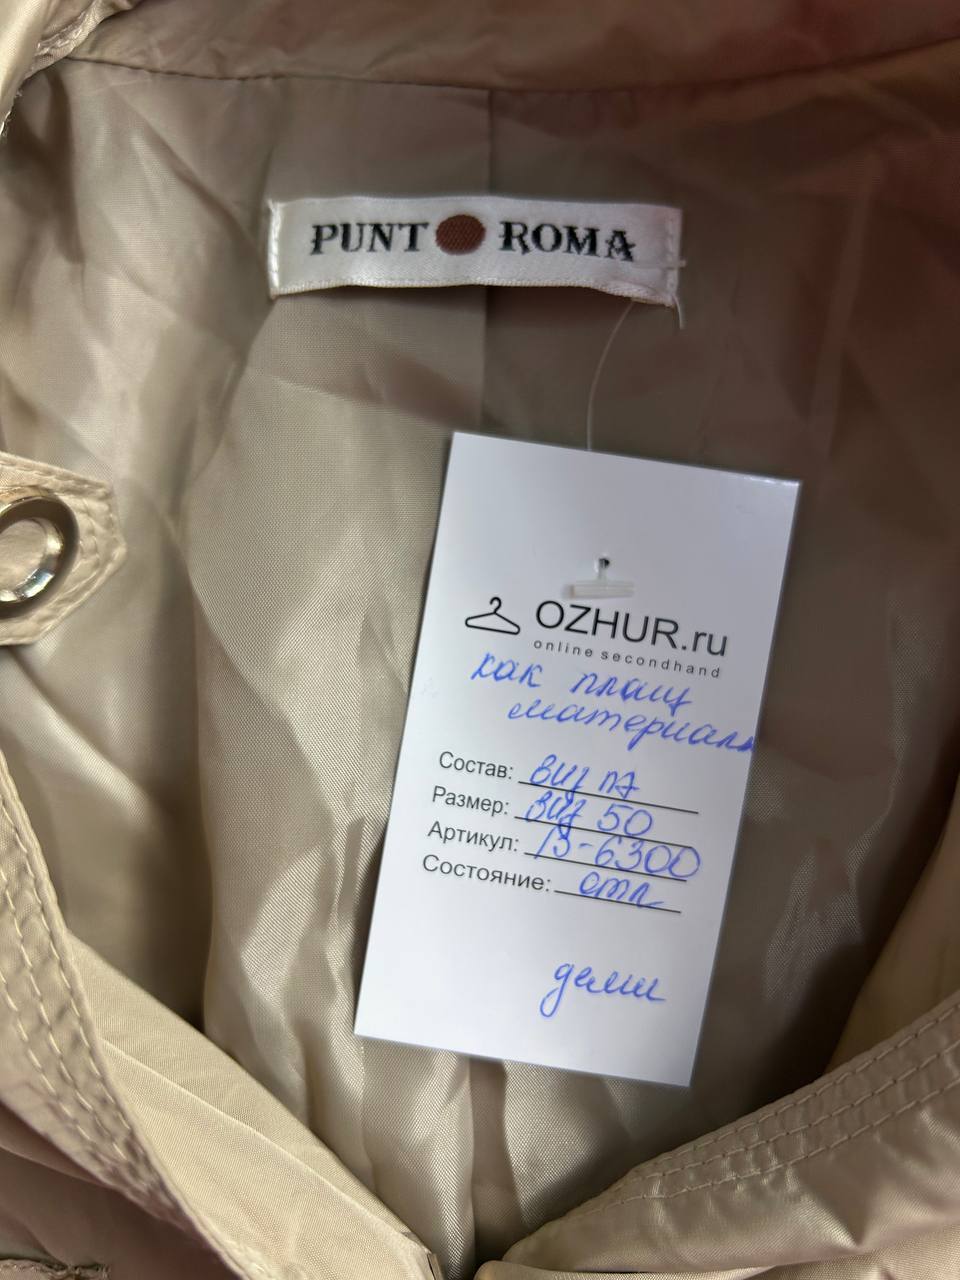 PUNT ROMA
OZHUR.ru
online secondhand
как плащ
материал
Состав: виз пэ
Размер: виз 50
Артикул: 13-6300
Состояние: отл
деми